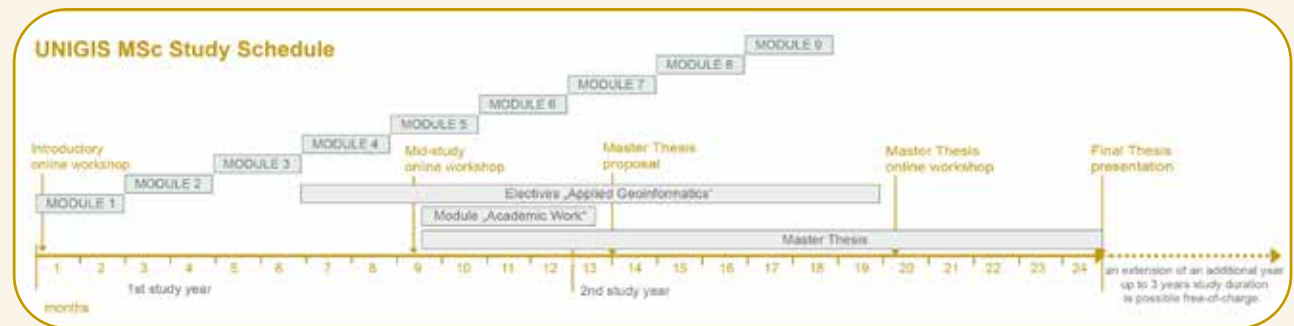 UNIGIS MSc Study Schedule
MODULE 9
MODULE 8
MODULE 7
MODULE 6
MODULE 5
MODULE 4
MODULE 3
MODULE 2
MODULE 1
Introductory
online workshop
Mid-study
online workshop
Master Thesis
proposal
Master Thesis
online workshop
Final Thesis
presentation
Electives „Applied Geoinformatics“
Module „Academic Work“
Master Thesis
1 2 3 4 5 6 7 8 9 10 11 12 13 14 15 16 17 18 19 20 21 22 23 24
1st study year
2nd study year
months
an extension of an additional year
up to 3 years study duration
is possible free-of-charge.